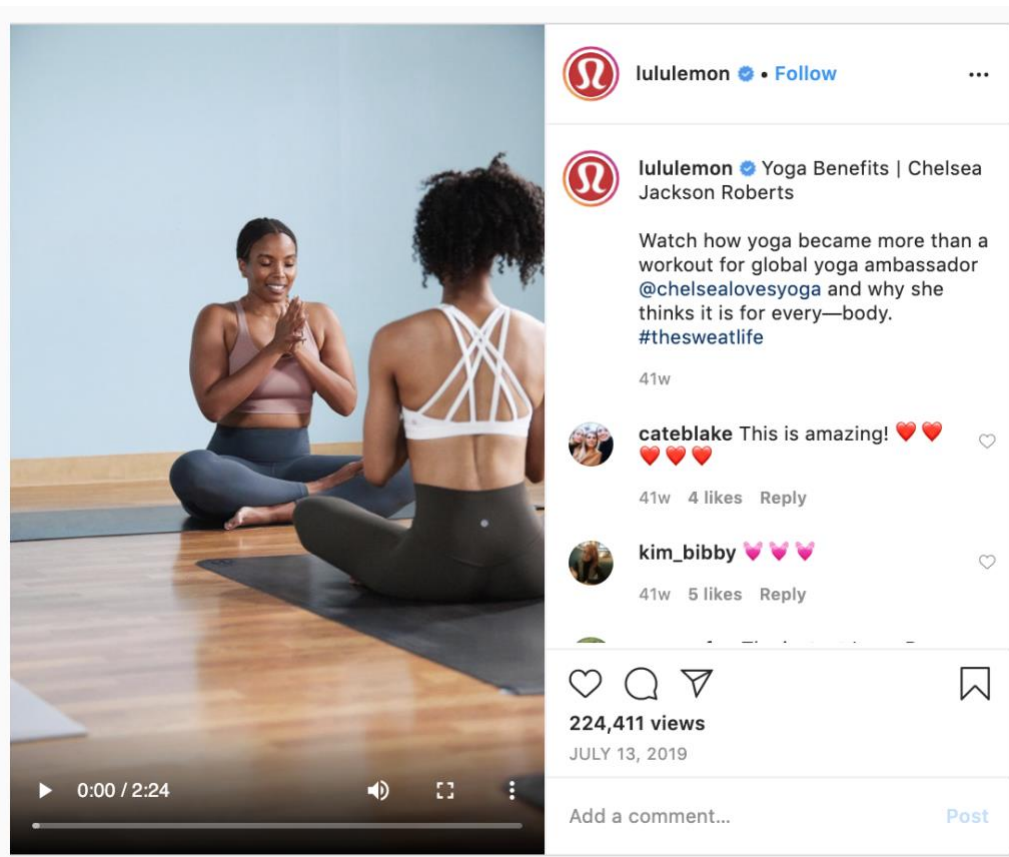 lululemon • Follow
lululemon Yoga Benefits | Chelsea
Jackson Roberts
Watch how yoga became more than a
workout for global yoga ambassador
@chelsealovesyoga and why she
thinks it is for every—body.
#thesweatlife
41w
cateblake This is amazing! ❤️❤️
❤️❤️❤️
41w 4 likes Reply
kim_bibby 💓💓💓
41w 5 likes Reply
224,411 views
JULY 13, 2019
0:00 / 2:24
Add a comment... Post